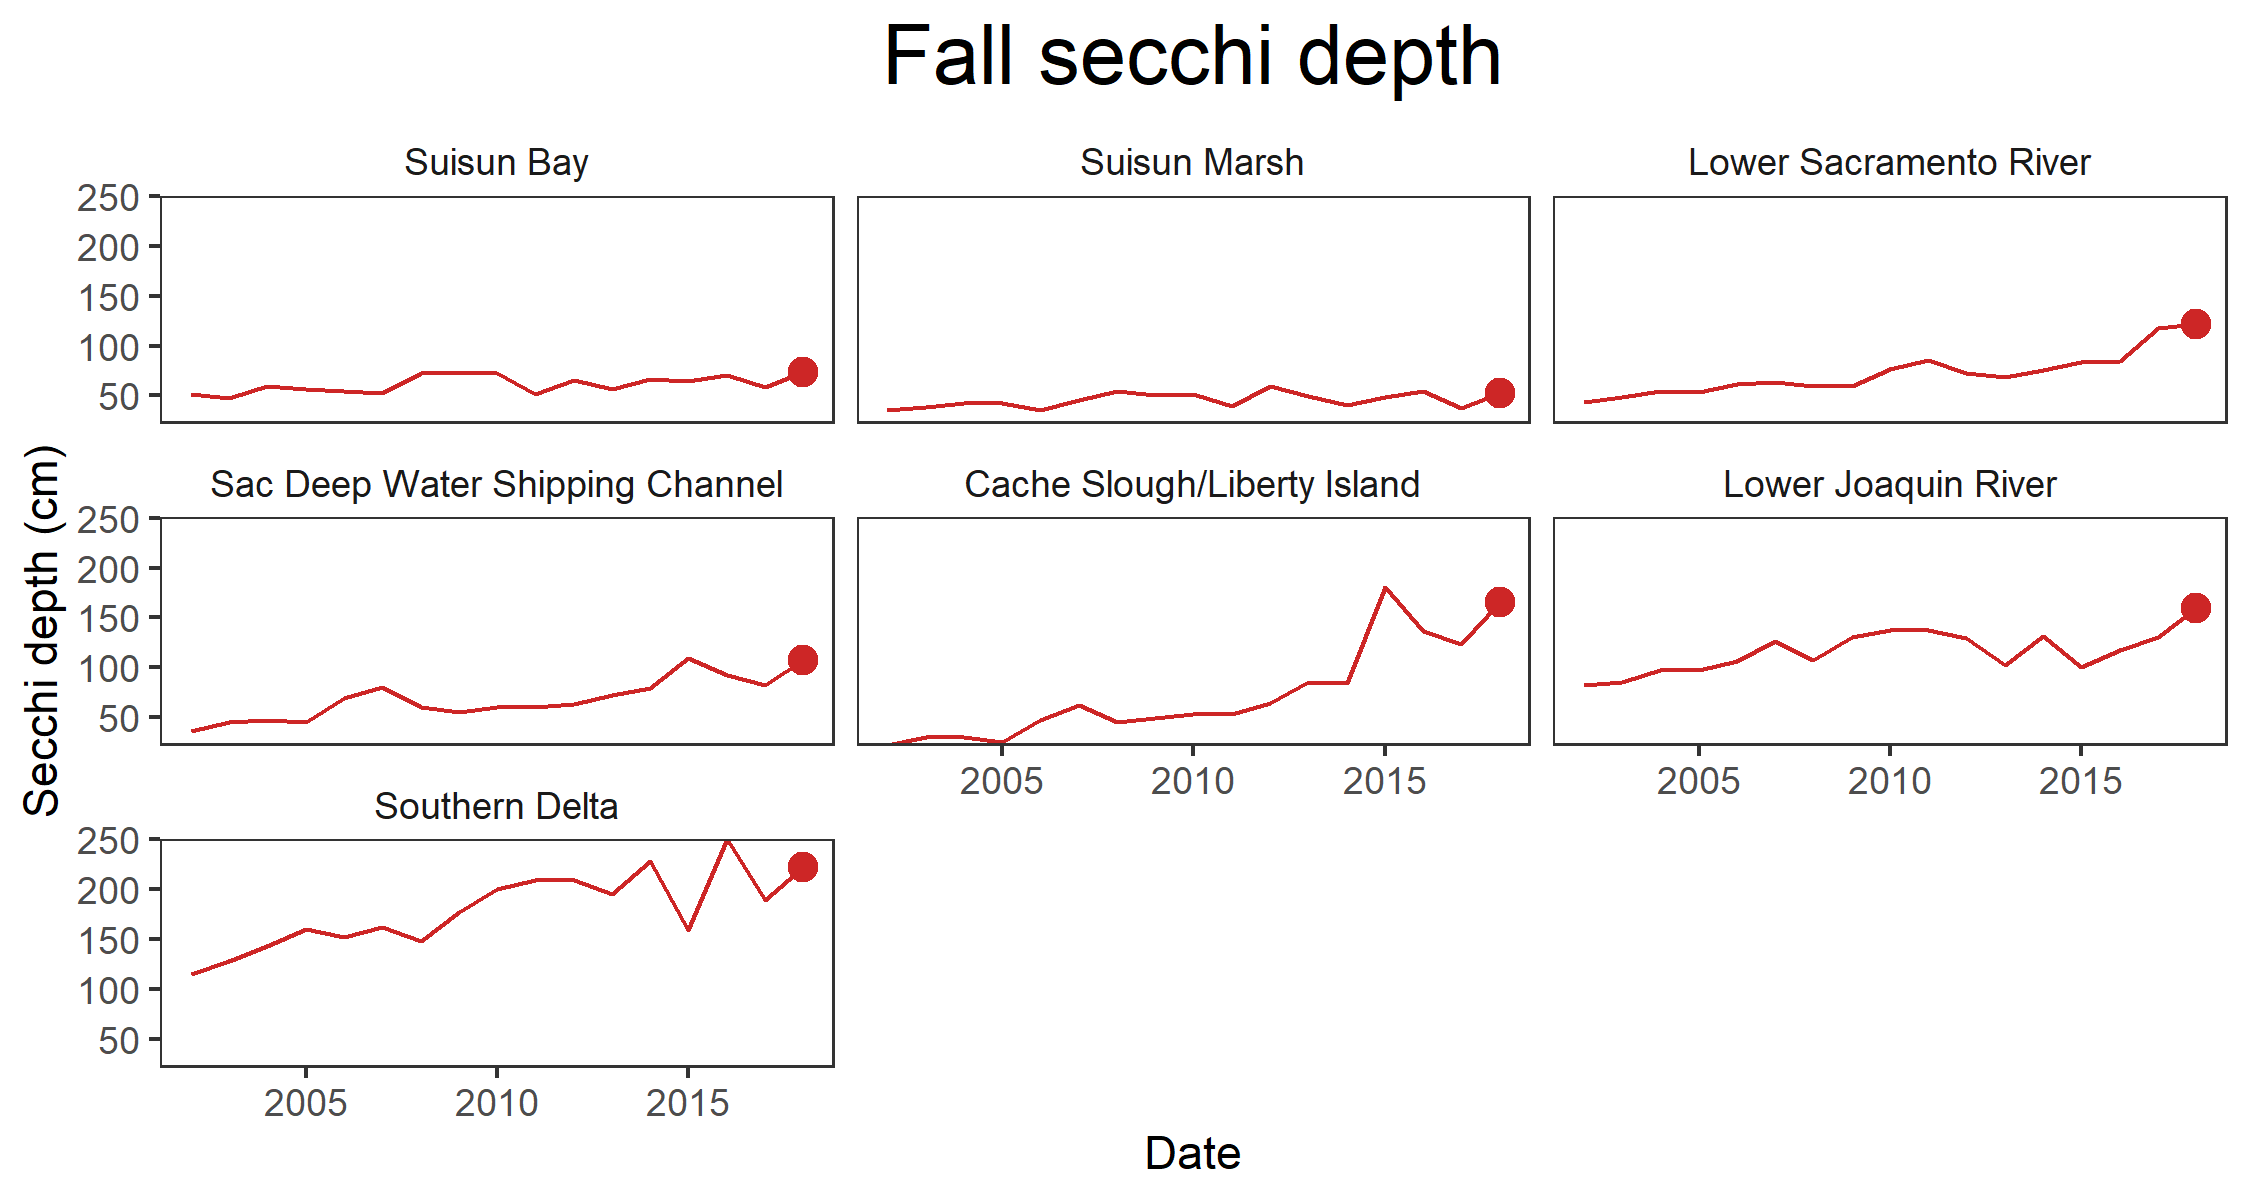 Fall secchi depth
Suisun Bay
Suisun Marsh
Lower Sacramento River
250
200
150
100
50
Sac Deep Water Shipping Channel
Cache Slough/Liberty Island
Lower Joaquin River
250
200
150
100
50
2005
2010
2015
2005
2010
2015
Secchi depth (cm)
Southern Delta
250
200
150
100
50
2005
2010
2015
Date